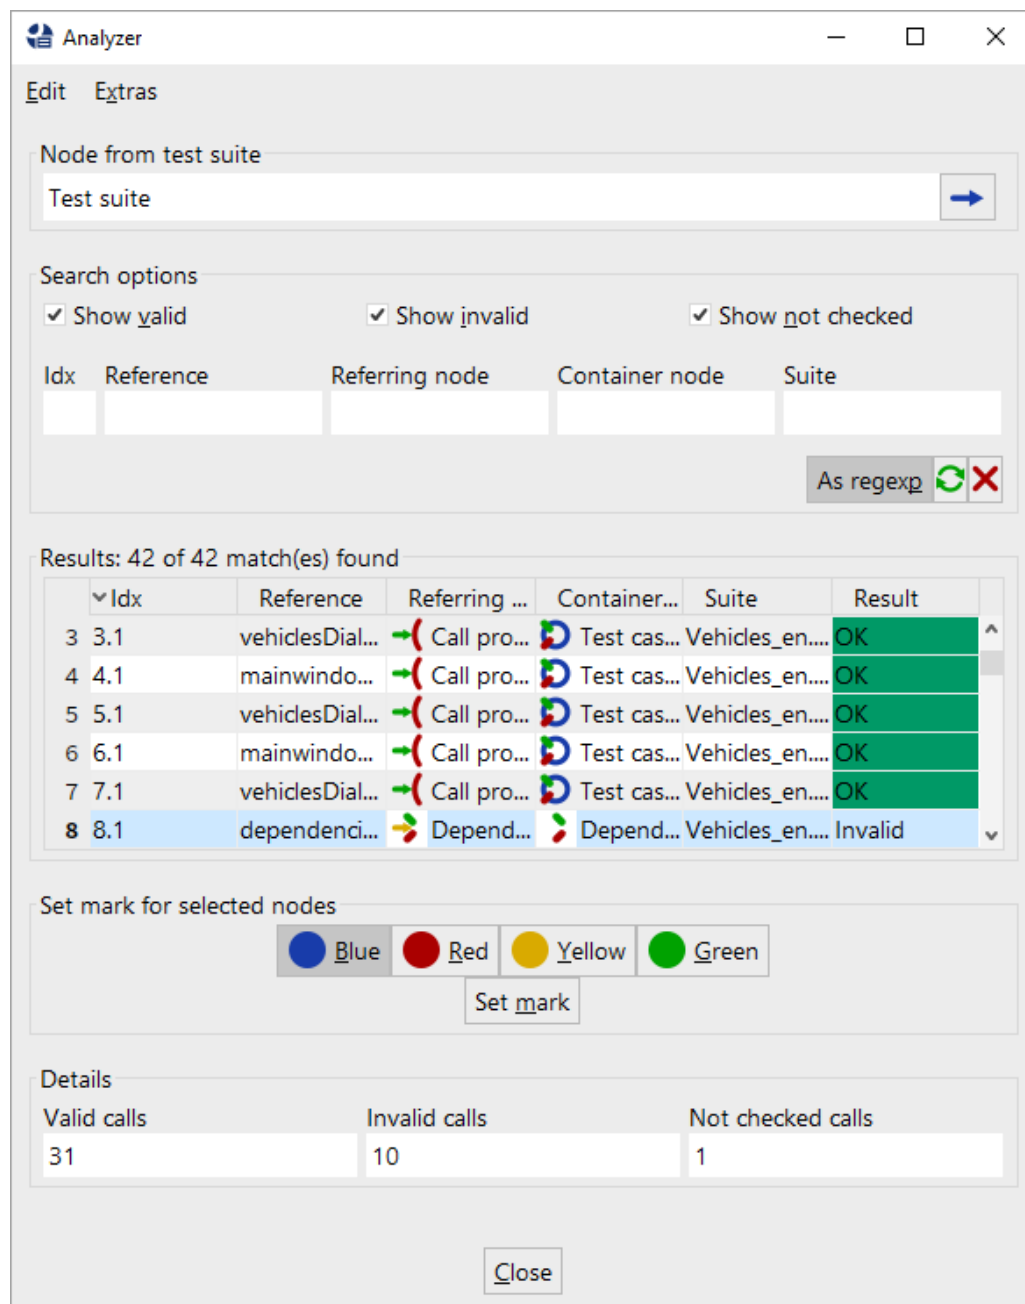 Analyzer
Edit Extras
Node from test suite
Test suite
Search options
Show valid Show invalid Show not checked
Idx Reference Referring node Container node Suite
As regexp
Results: 42 of 42 match(es) found
Idx Reference Referring ... Container... Suite Result
3 3.1 vehiclesDial... Call pro... Test cas... Vehicles_en.... OK
4 4.1 mainwindo... Call pro... Test cas... Vehicles_en.... OK
5 5.1 vehiclesDial... Call pro... Test cas... Vehicles_en.... OK
6 6.1 mainwindo... Call pro... Test cas... Vehicles_en.... OK
7 7.1 vehiclesDial... Call pro... Test cas... Vehicles_en.... OK
8 8.1 dependenci... Depend... Depend... Vehicles_en.... Invalid
Set mark for selected nodes
Blue Red Yellow Green
Set mark
Details
Valid calls Invalid calls Not checked calls
31 10 1
Close